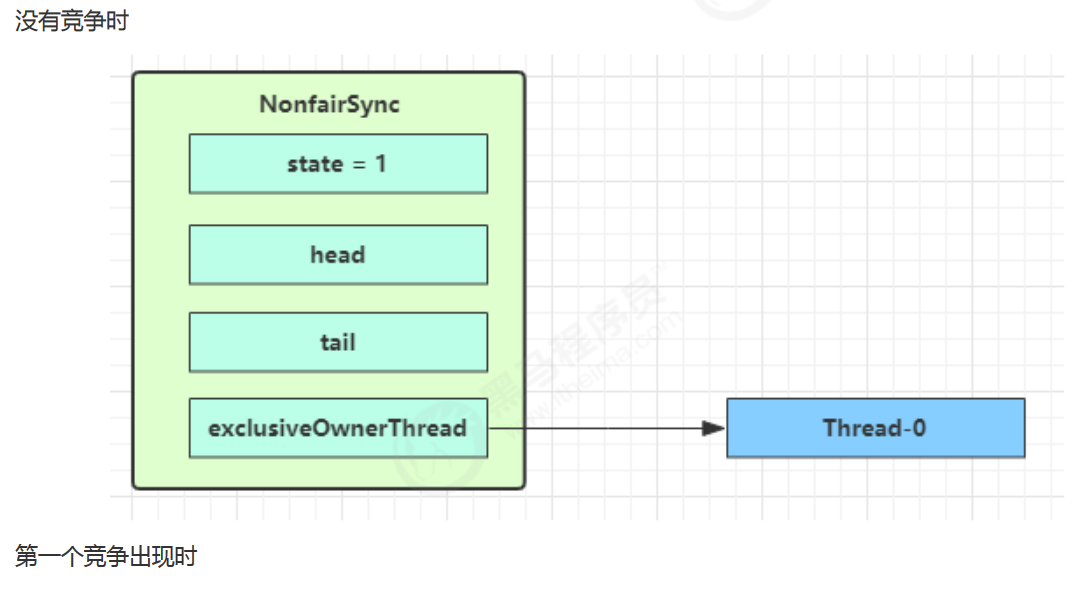 没有竞争时
NonfairSync
state = 1
head
tail
exclusiveOwnerThread
Thread-0
黑马程序员
www.itheima.com
第一个竞争出现时